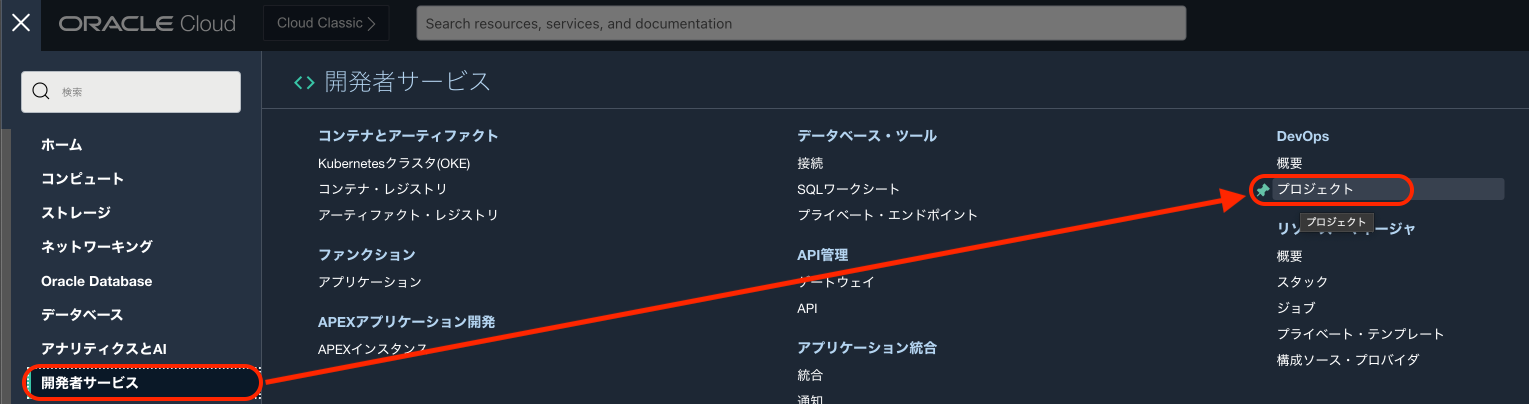 ORACLE Cloud
Cloud Classic
Search resources, services, and documentation
検索
ホーム
コンピュート
ストレージ
ネットワーキング
Oracle Database
データベース
アナリティクスとAI
開発者サービス
開発者サービス
コンテナとアーティファクト
Kubernetesクラスタ(OKE)
コンテナ・レジストリ
アーティファクト・レジストリ
ファンクション
アプリケーション
APEXアプリケーション開発
APEXインスタンス
データベース・ツール
接続
SQLワークシート
プライベート・エンドポイント
API管理
ゲートウェイ
API
アプリケーション統合
統合
通知
DevOps
概要
プロジェクト
プロジェクト
リソース・マネージャ
概要
スタック
ジョブ
プライベート・テンプレート
構成ソース・プロバイダ